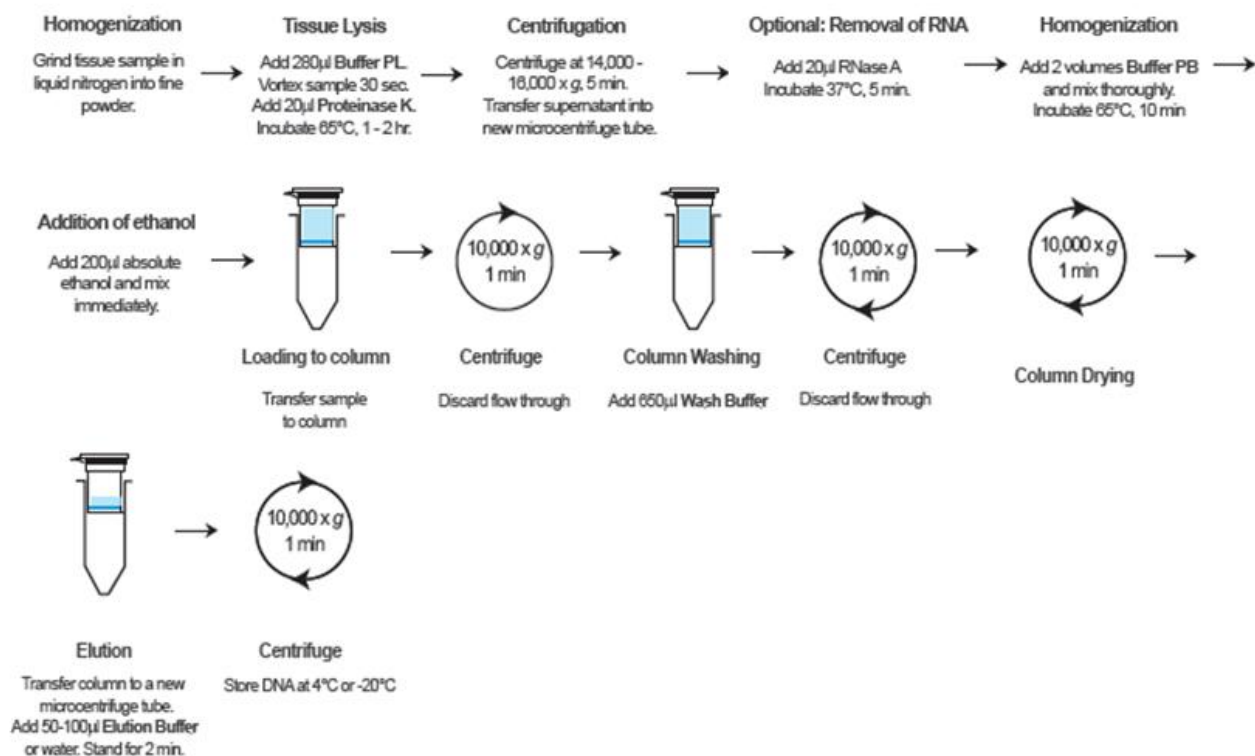 Homogenization
Grind tissue sample in
liquid nitrogen into fine
powder.
Tissue Lysis
Add 280µl Buffer PL.
Vortex sample 30 sec.
Add 20µl Proteinase K.
Incubate 65°C, 1 - 2 hr.
Centrifugation
Centrifuge at 14,000 -
16,000 x g, 5 min.
Transfer supernatant into
new microcentrifuge tube.
Optional: Removal of RNA
Add 20µl RNase A
Incubate 37°C, 5 min.
Homogenization
Add 2 volumes Buffer PB
and mix thoroughly.
Incubate 65°C, 10 min
Addition of ethanol
Add 200µl absolute
ethanol and mix
immediately.
Loading to column
Transfer sample
to column
10,000 x g
1 min
Centrifuge
Discard flow through
Column Washing
Add 650µl Wash Buffer
10,000 x g
1 min
Centrifuge
Discard flow through
10,000 x g
1 min
Column Drying
Elution
Transfer column to a new
microcentrifuge tube.
Add 50-100µl Elution Buffer
or water. Stand for 2 min.
10,000 x g
1 min
Centrifuge
Store DNA at 4°C or -20°C